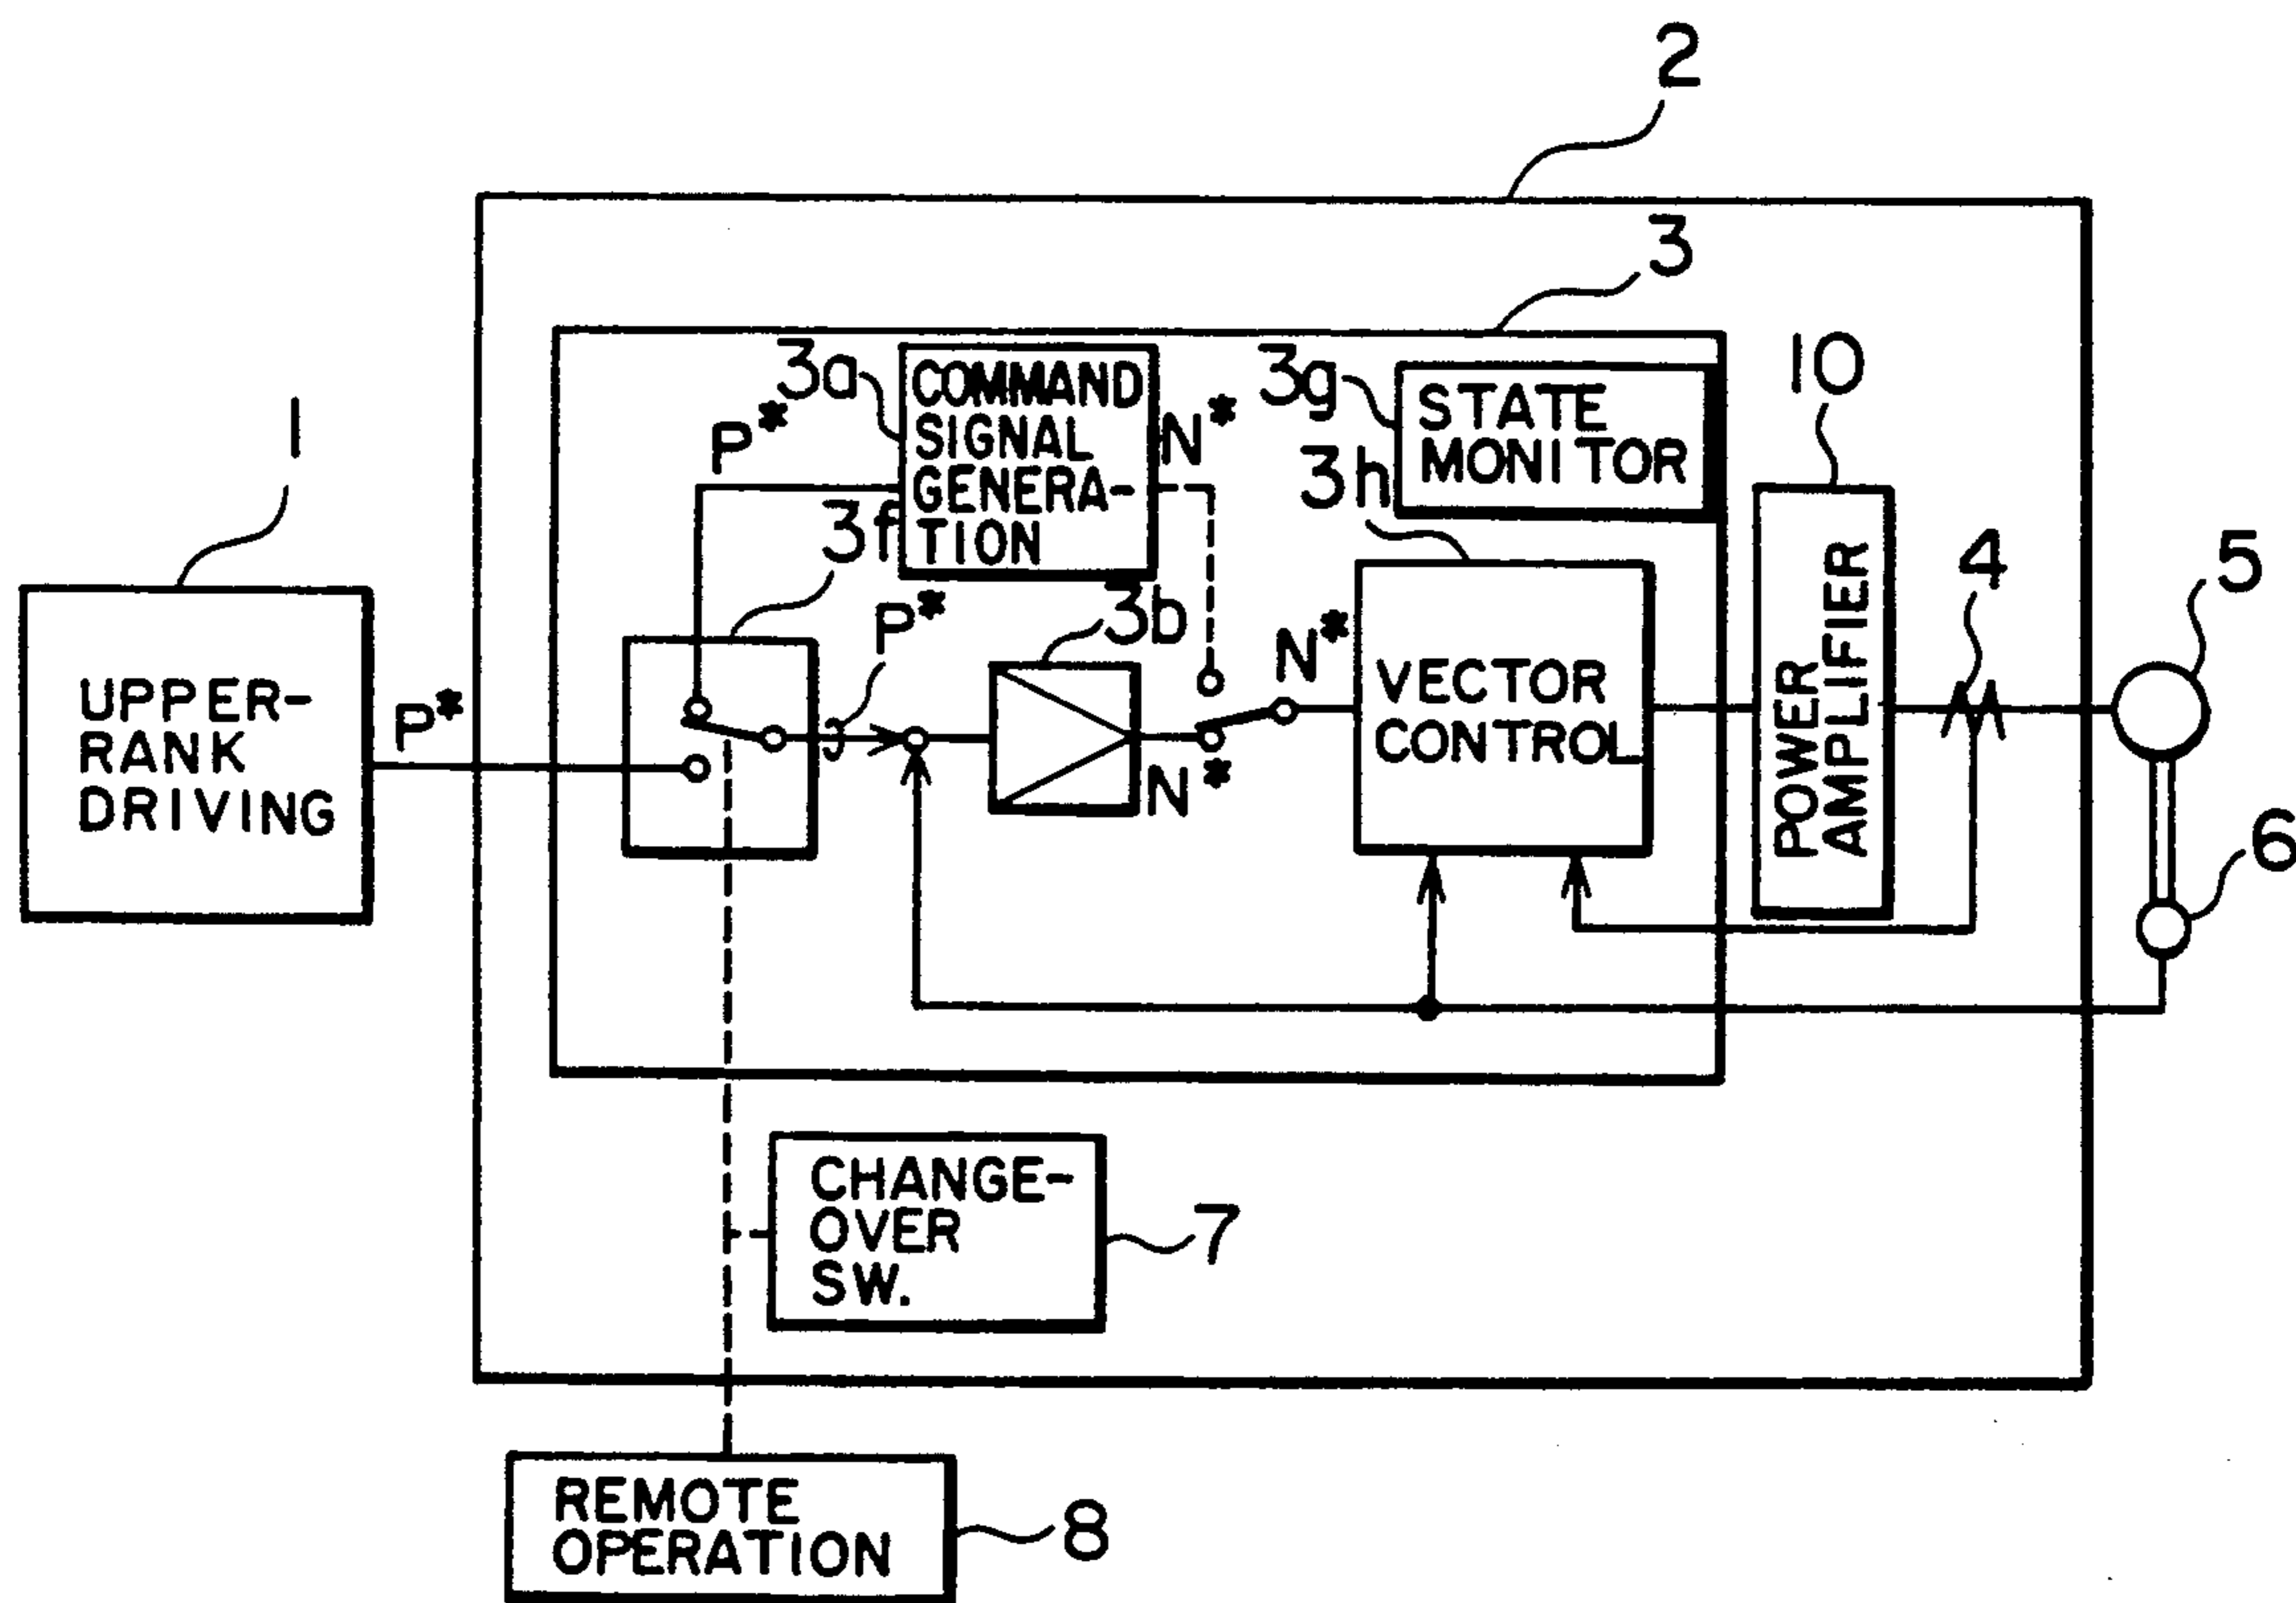 2
3
3a
COMMAND
SIGNAL
GENERA-
TION
P*
N*
3g
STATE
MONITOR
10
1
3f
3h
4
5
P*
3b
N*
UPPER-
RANK
DRIVING
P*
VECTOR
CONTROL
POWER
AMPLIFIER
N*
6
CHANGE-
OVER
SW.
7
REMOTE
OPERATION
8